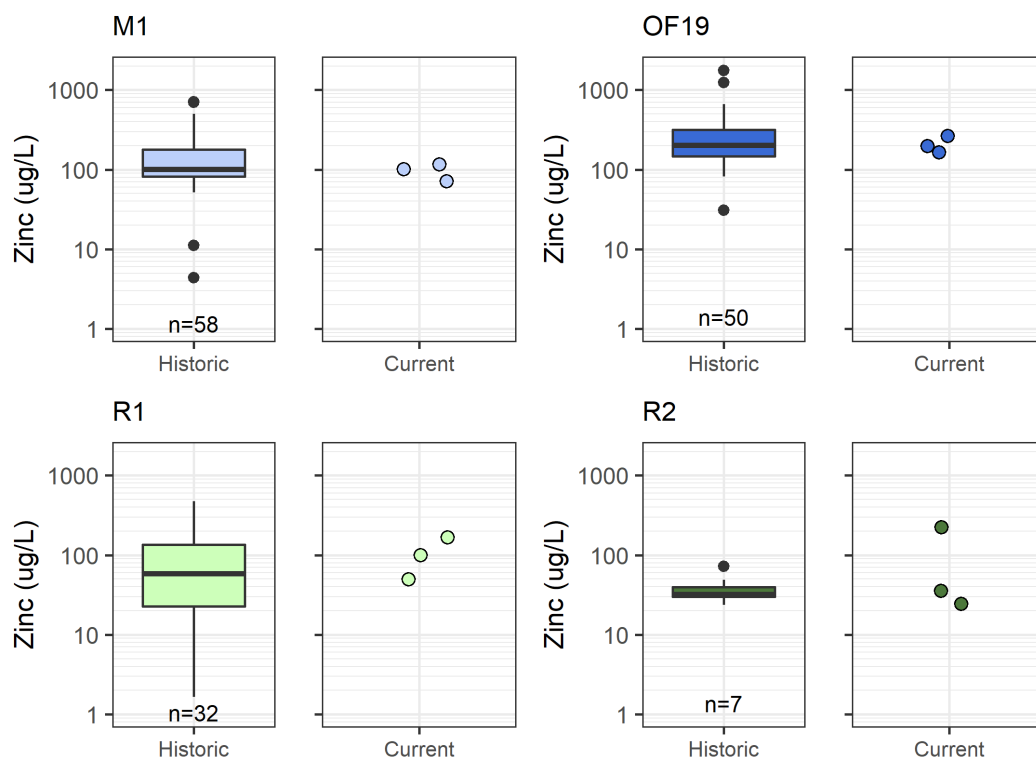 M1
Zinc (ug/L)
1000
100
10
1
n=58
Historic
Current
OF19
Zinc (ug/L)
1000
100
10
1
n=50
Historic
Current
R1
Zinc (ug/L)
1000
100
10
1
n=32
Historic
Current
R2
Zinc (ug/L)
1000
100
10
1
n=7
Historic
Current